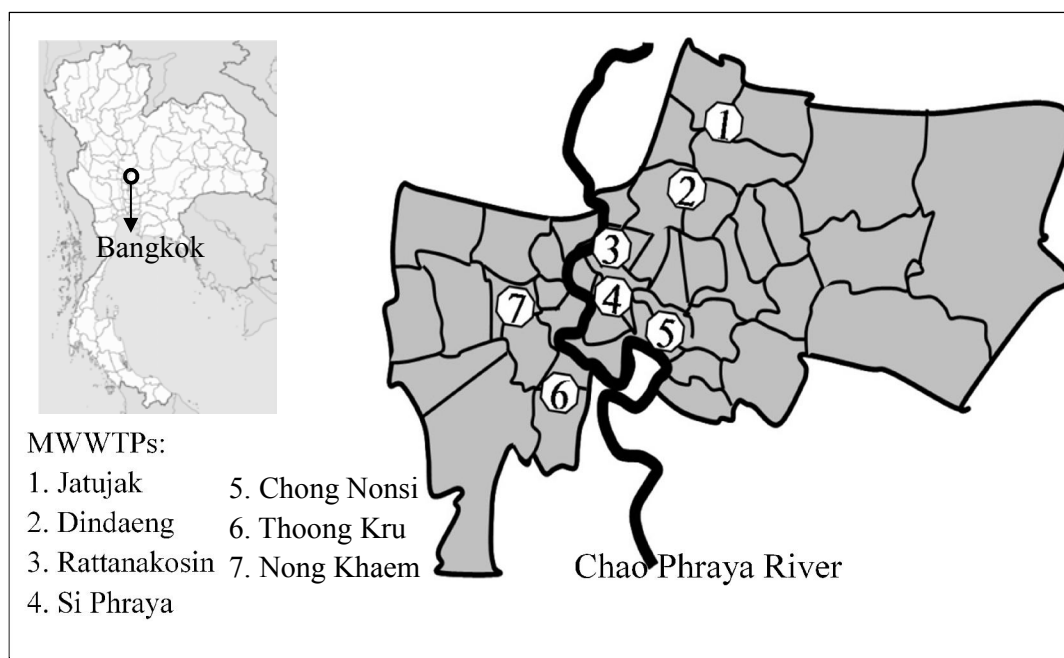 Bangkok
MWWTPs:
1. Jatujak
2. Dindaeng
3. Rattanakosin
4. Si Phraya
5. Chong Nonsi
6. Thoong Kru
7. Nong Khaem
1
2
3
4
5
6
7
Chao Phraya River